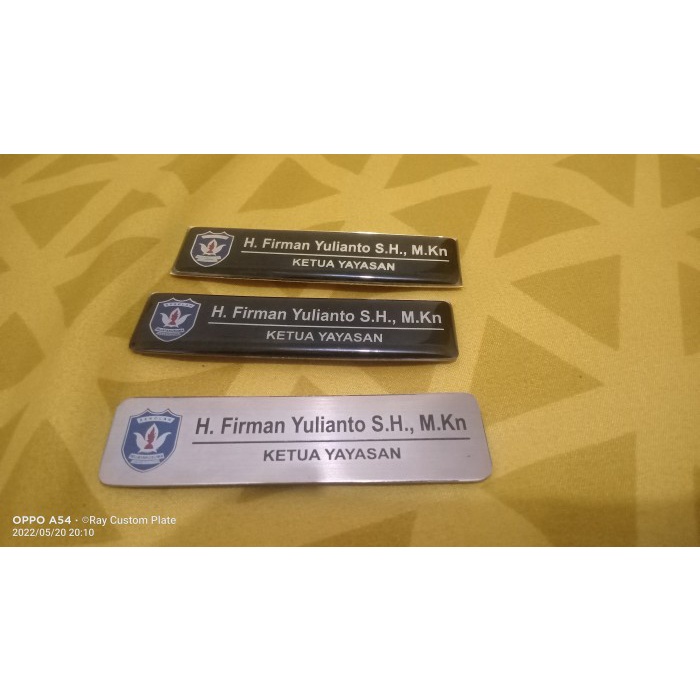 H. Firman Yulianto S.H., M.Kn
KETUA YAYASAN
H. Firman Yulianto S.H., M.Kn
KETUA YAYASAN
H. Firman Yulianto S.H., M.Kn
KETUA YAYASAN
OPPO A54 · ©Ray Custom Plate
2022/05/20 20:10